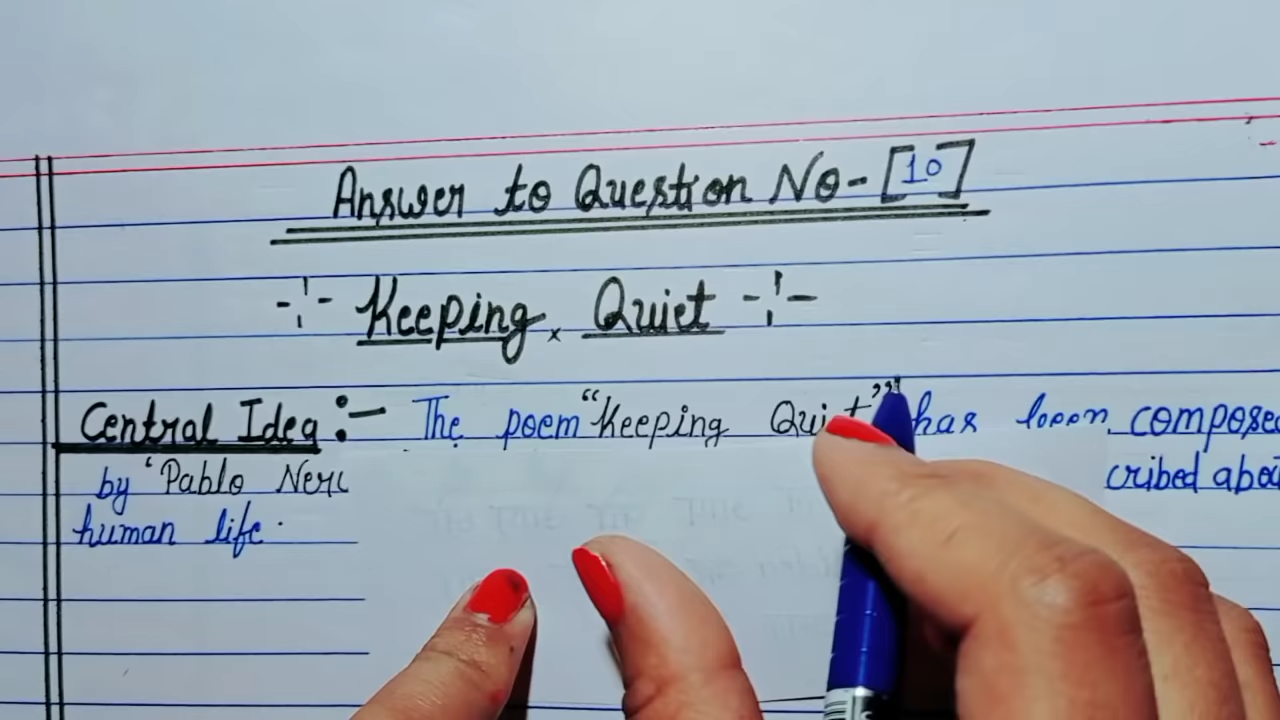 Answer to Question No-[10]
Keeping Quiet
Central Idea :- The poem "Keeping Quiet" has been composed
by 'Pablo Neru cribed abou
human life.